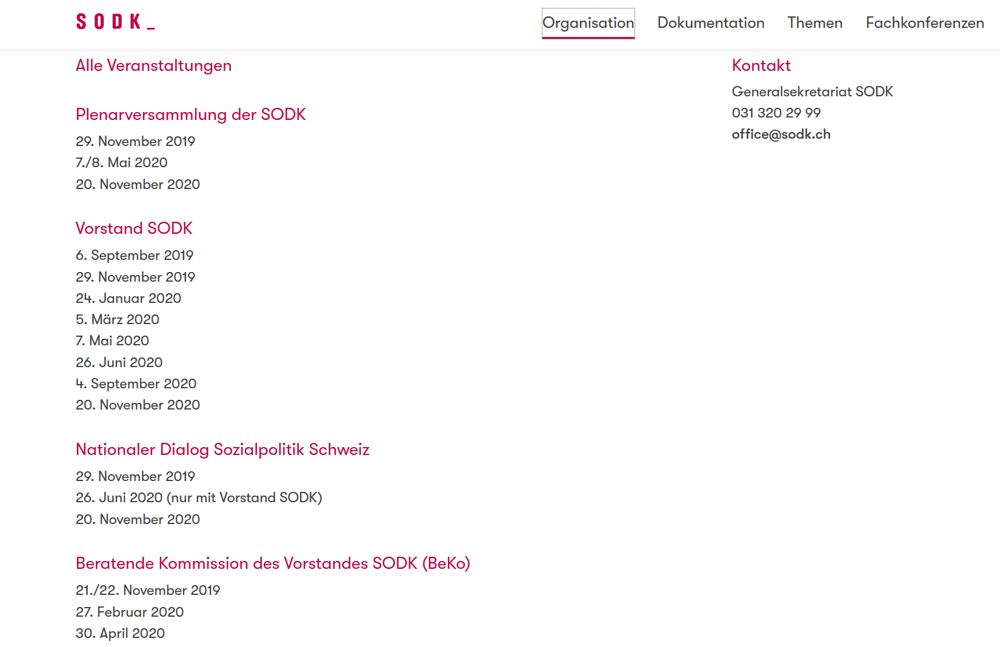 SODK_
Organisation Dokumentation Themen Fachkonferenzen
Alle Veranstaltungen
Plenarversammlung der SODK
29. November 2019
7./8. Mai 2020
20. November 2020
Vorstand SODK
6. September 2019
29. November 2019
24. Januar 2020
5. März 2020
7. Mai 2020
26. Juni 2020
4. September 2020
20. November 2020
Nationaler Dialog Sozialpolitik Schweiz
29. November 2019
26. Juni 2020 (nur mit Vorstand SODK)
20. November 2020
Beratende Kommission des Vorstandes SODK (BeKo)
21./22. November 2019
27. Februar 2020
30. April 2020
Kontakt
Generalsekretariat SODK
031 320 29 99
office@sodk.ch